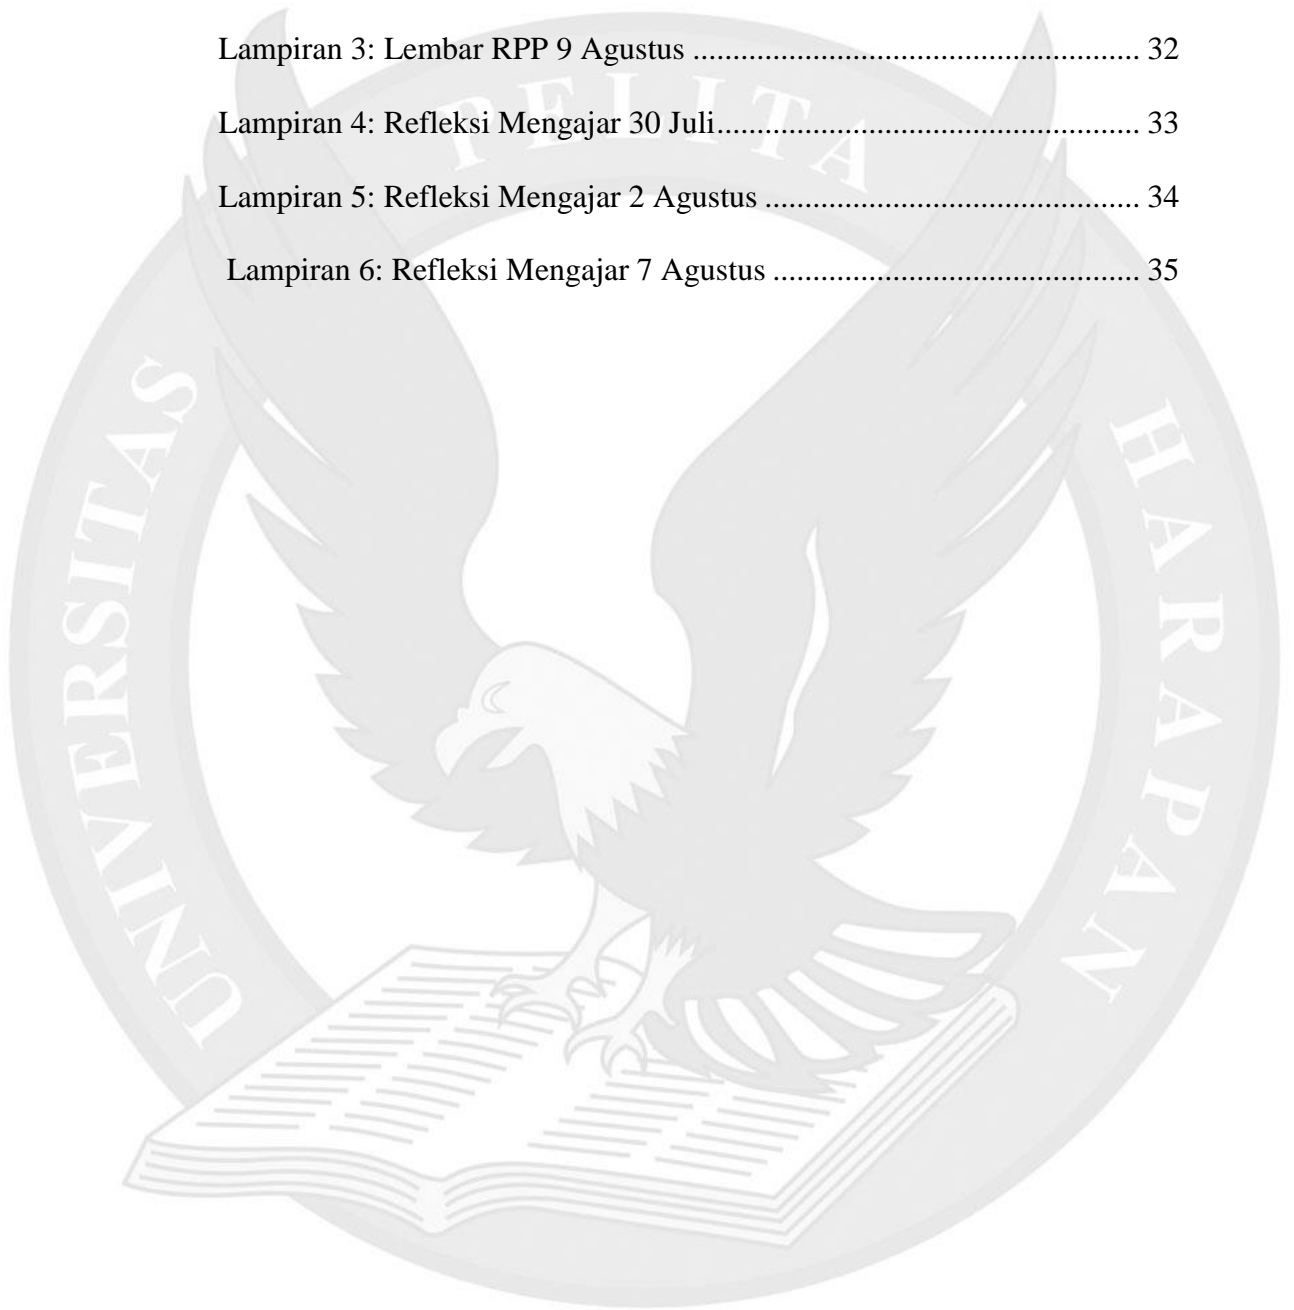 Lampiran 3: Lembar RPP 9 Agustus ........................................................ 32
Lampiran 4: Refleksi Mengajar 30 Juli..................................................... 33
Lampiran 5: Refleksi Mengajar 2 Agustus ............................................... 34
Lampiran 6: Refleksi Mengajar 7 Agustus .............................................. 35
UNIVERSITAS PELITA HARAPAN